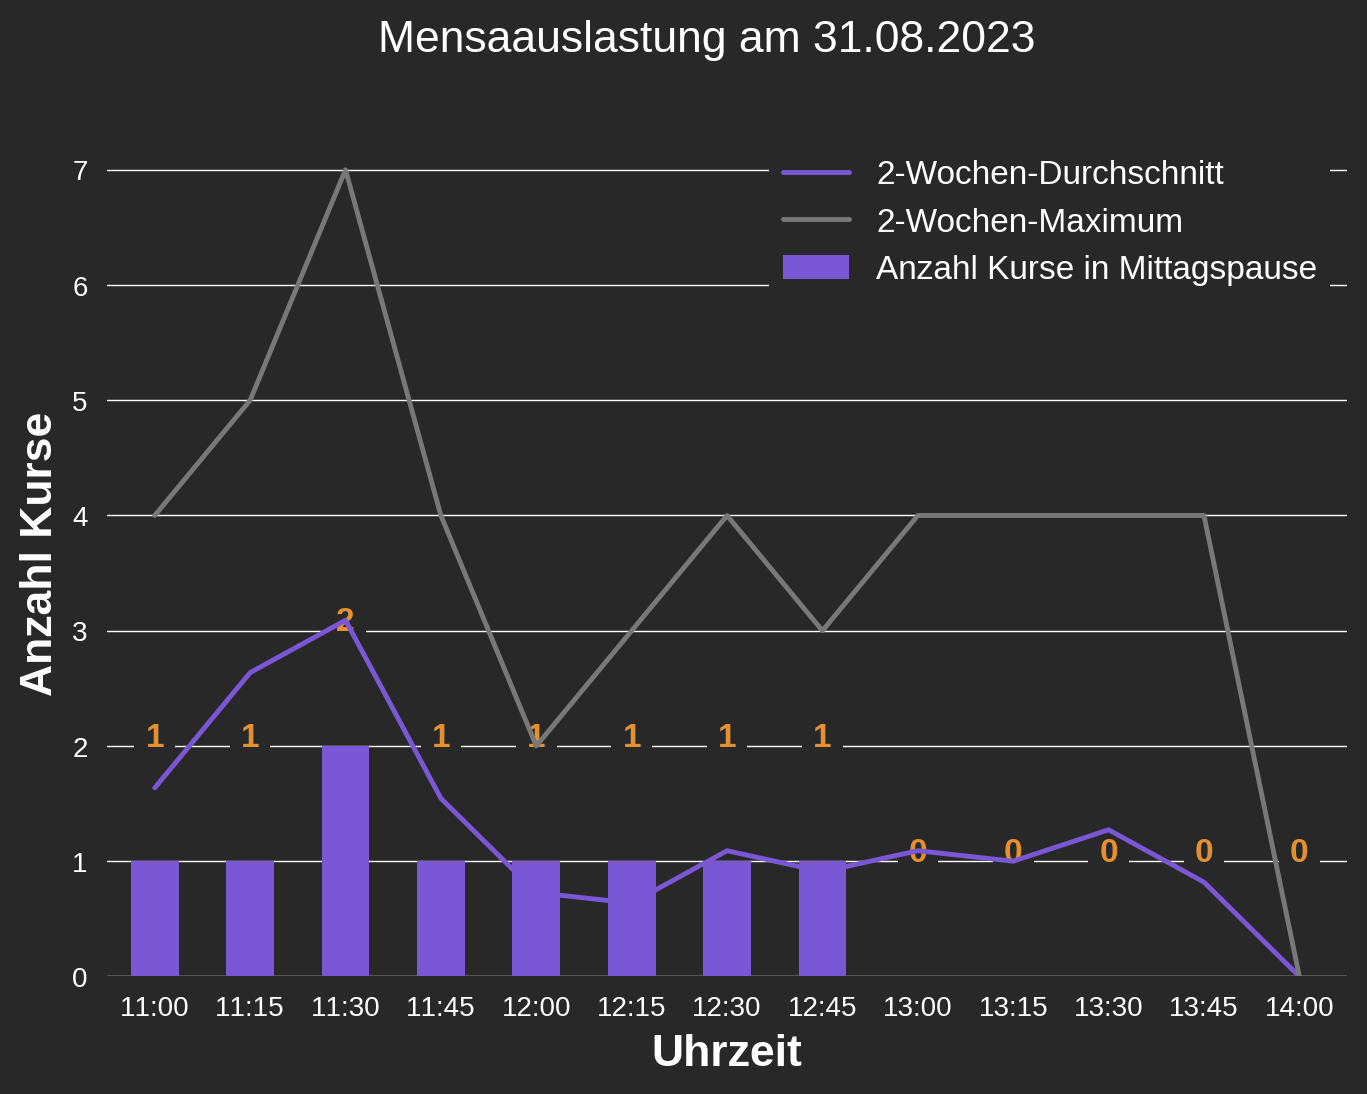 Mensaauslastung am 31.08.2023
2-Wochen-Durchschnitt
2-Wochen-Maximum
Anzahl Kurse in Mittagspause
Anzahl Kurse
7
6
5
4
3
2
1
0
2
1 1 1 1 1 1 1
0 0 0 0 0
11:00 11:15 11:30 11:45 12:00 12:15 12:30 12:45 13:00 13:15 13:30 13:45 14:00
Uhrzeit